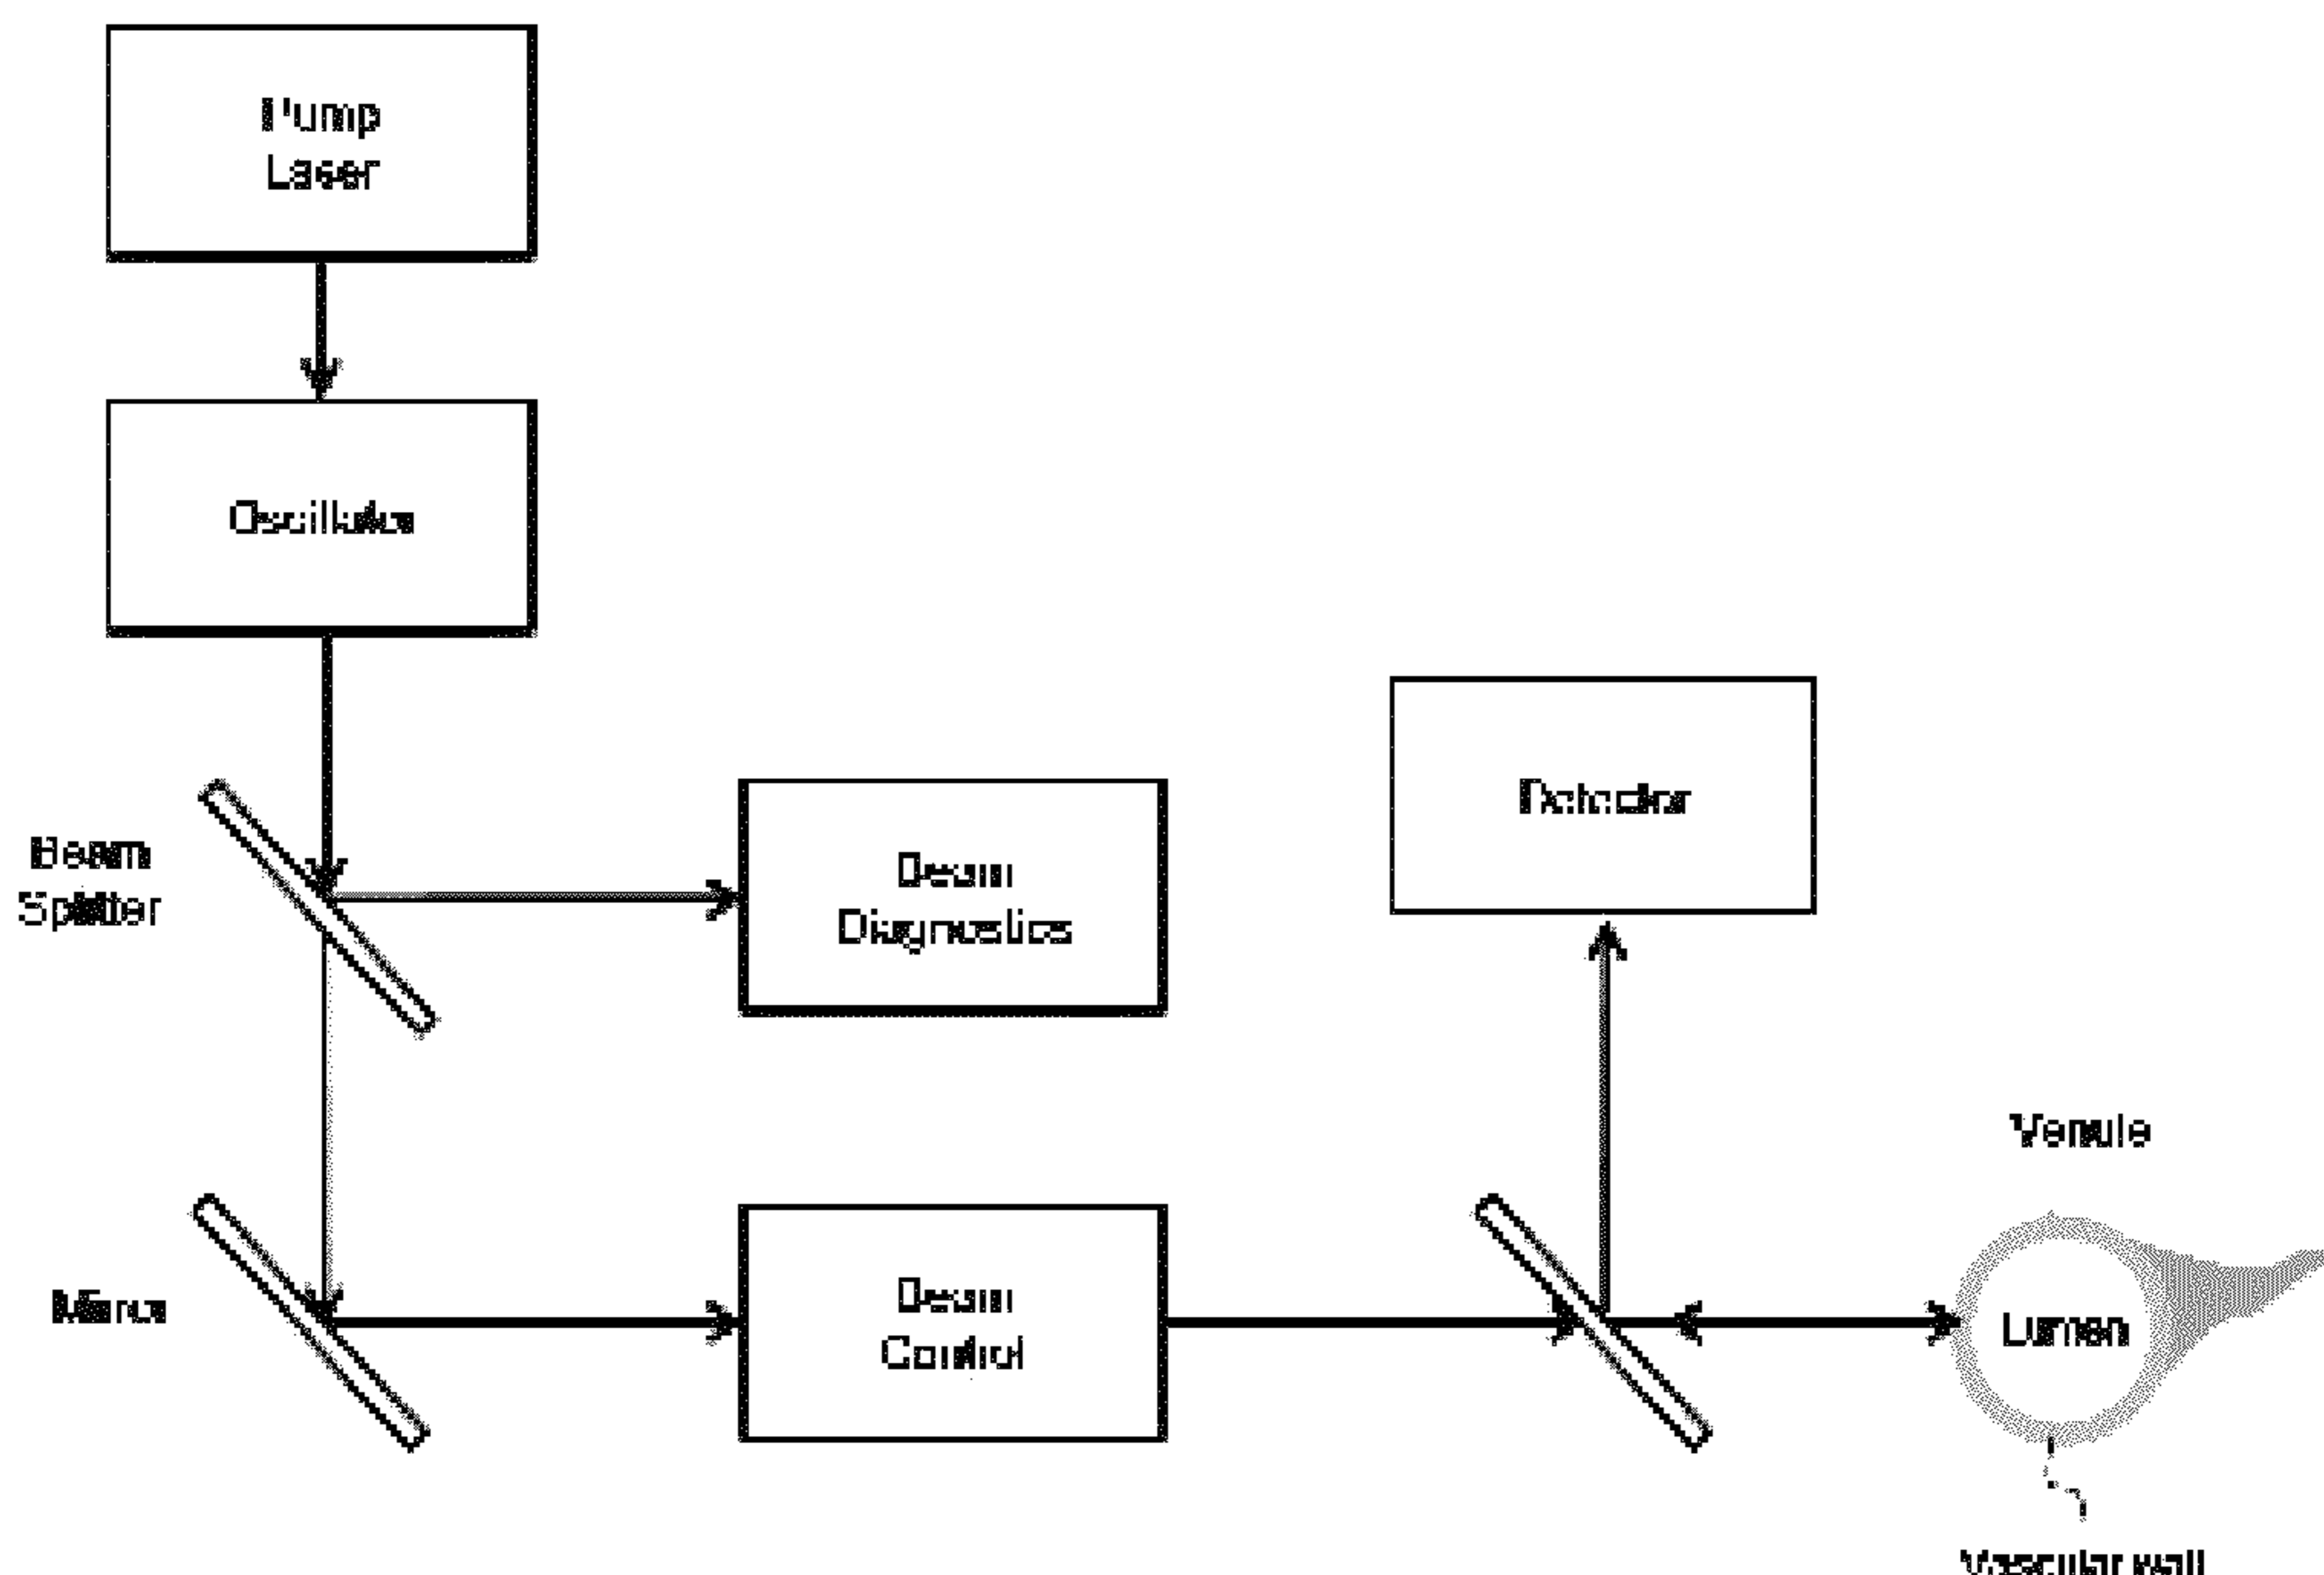 Pump
Laser
Oscillator
Beam
Splitter
Beam
Diagnostics
Detector
Venule
Mirror
Beam
Control
Lumen
Vascular wall